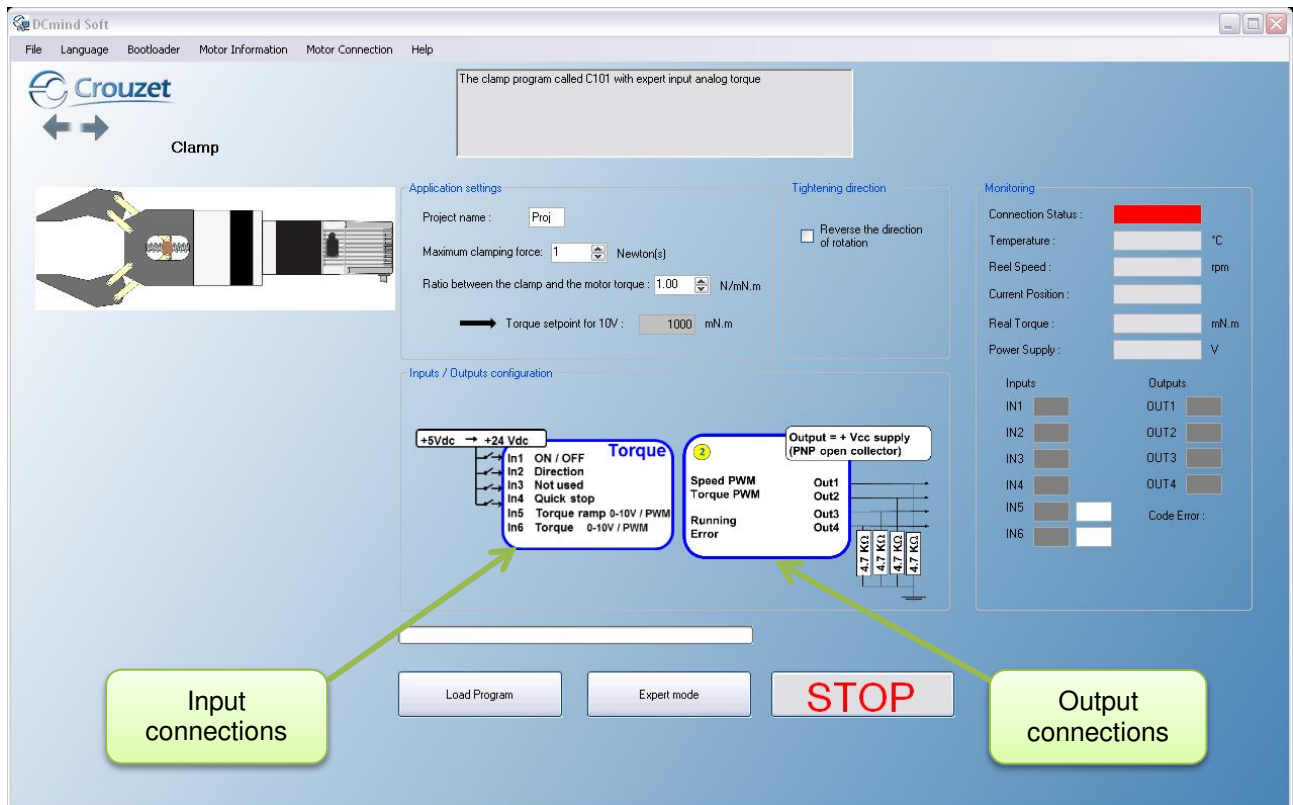 DCmind Soft
File Language Bootloader Motor Information Motor Connection Help
Crouzet
Clamp
The clamp program called C101 with expert input analog torque
Application settings
Project name : Proj
Maximum clamping force: 1 Newton(s)
Ratio between the clamp and the motor torque : 1.00 N/mN.m
Torque setpoint for 10V : 1000 mN.m
Tightening direction
Reverse the direction
of rotation
Monitoring
Connection Status :
Temperature : °C
Reel Speed : rpm
Current Position :
Real Torque : mN.m
Power Supply : V
Inputs Outputs
IN1 OUT1
IN2 OUT2
IN3 OUT3
IN4 OUT4
IN5
IN6
Code Error :
Inputs / Outputs configuration
+5Vdc → +24 Vdc
Torque
In1 ON / OFF
In2 Direction
In3 Not used
In4 Quick stop
In5 Torque ramp 0-10V / PWM
In6 Torque 0-10V / PWM
2
Output = + Vcc supply
(PNP open collector)
Speed PWM Out1
Torque PWM Out2
Running Out3
Error Out4
4.7 KΩ
4.7 KΩ
4.7 KΩ
4.7 KΩ
Load Program
Expert mode
STOP
Input
connections
Output
connections